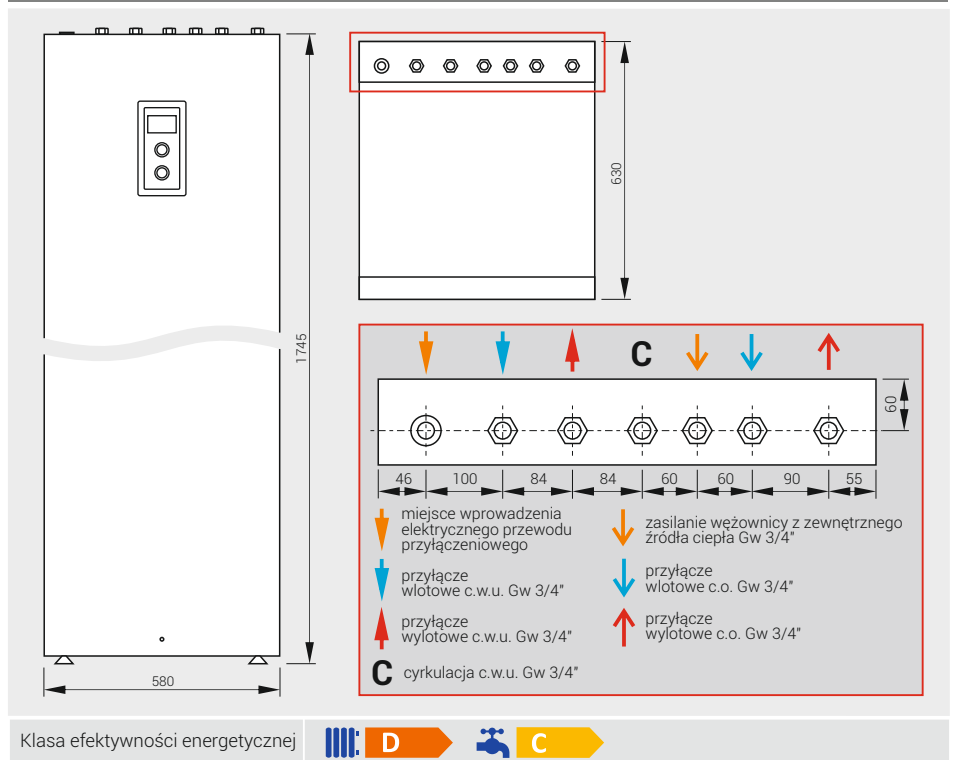 1745
580
630
C
60
46 100 84 84 60 60 90 55
miejsce wprowadzenia
elektrycznego przewodu
przyłączeniowego
przyłącze
wlotowe c.w.u. Gw 3/4”
przyłącze
wylotowe c.w.u. Gw 3/4”
C cyrkulacja c.w.u. Gw 3/4”
zasilanie wężownicy z zewnętrznego
źródła ciepła Gw 3/4”
przyłącze
wlotowe c.o. Gw 3/4”
przyłącze
wylotowe c.o. Gw 3/4”
Klasa efektywności energetycznej D C